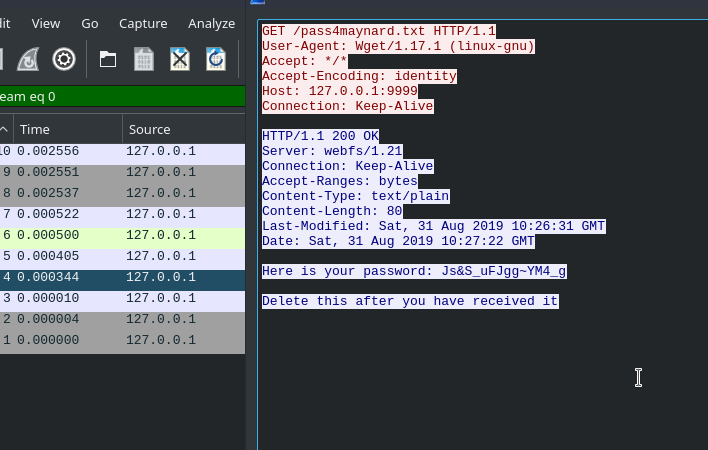 dit View Go Capture Analyze
eam eq 0
Time Source
10 0.002556 127.0.0.1
9 0.002551 127.0.0.1
8 0.002537 127.0.0.1
7 0.000522 127.0.0.1
6 0.000500 127.0.0.1
5 0.000405 127.0.0.1
4 0.000344 127.0.0.1
3 0.000010 127.0.0.1
2 0.000004 127.0.0.1
1 0.000000 127.0.0.1
GET /pass4maynard.txt HTTP/1.1
User-Agent: Wget/1.17.1 (linux-gnu)
Accept: */*
Accept-Encoding: identity
Host: 127.0.0.1:9999
Connection: Keep-Alive
HTTP/1.1 200 OK
Server: webfs/1.21
Connection: Keep-Alive
Accept-Ranges: bytes
Content-Type: text/plain
Content-Length: 80
Last-Modified: Sat, 31 Aug 2019 10:26:31 GMT
Date: Sat, 31 Aug 2019 10:27:22 GMT
Here is your password: Js&S_uFJgg~YM4_g
Delete this after you have received it